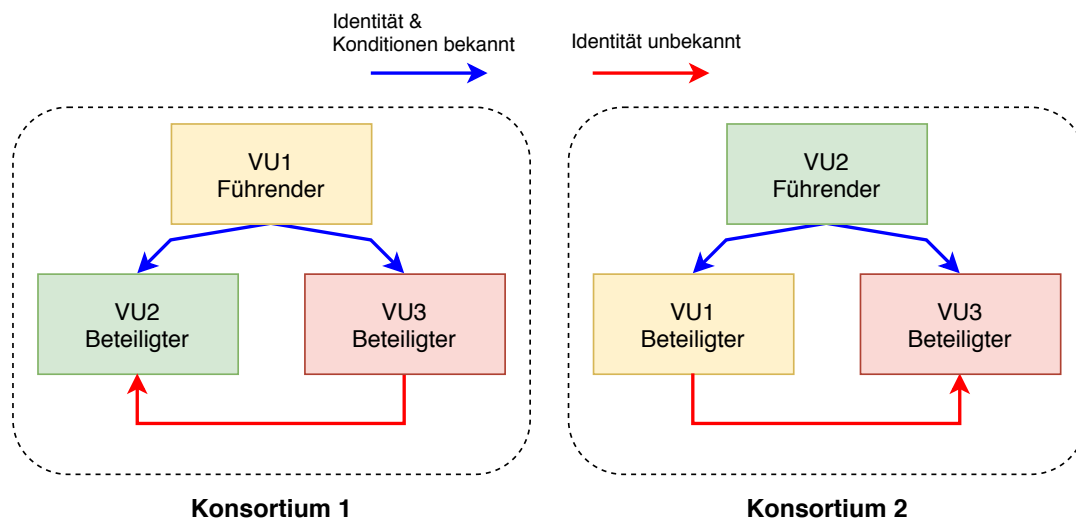 Identität &
Konditionen bekannt
Identität unbekannt
VU1
Führender
VU2
Beteiligter
VU3
Beteiligter
Konsortium 1
VU2
Führender
VU1
Beteiligter
VU3
Beteiligter
Konsortium 2